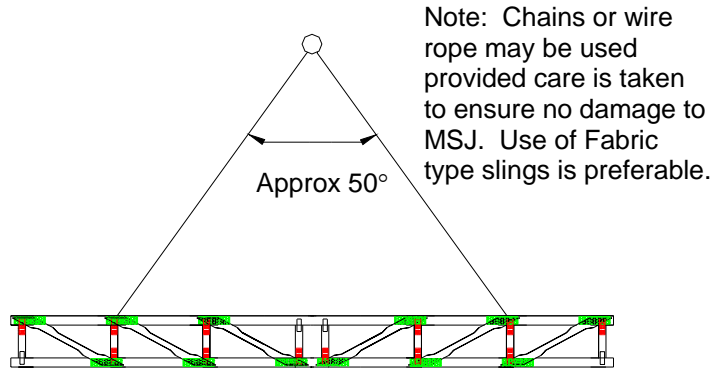 Note:  Chains or wire
rope may be used
provided care is taken
to ensure no damage to
MSJ.  Use of Fabric
type slings is preferable.
Approx 50°